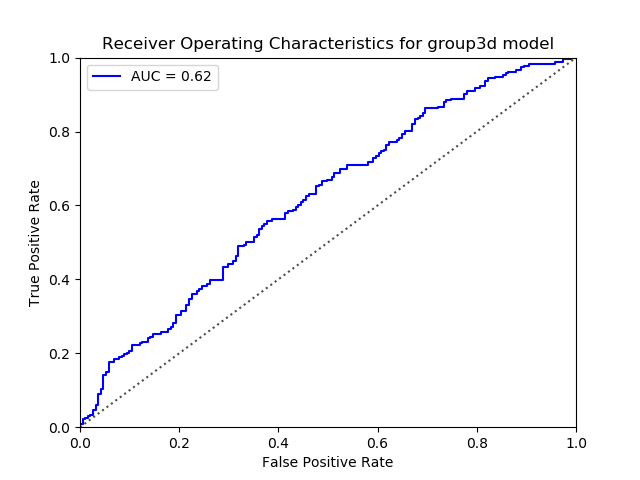 Receiver Operating Characteristics for group3d model
AUC = 0.62
1.0
0.8
0.6
0.4
0.2
0.0
True Positive Rate
0.0 0.2 0.4 0.6 0.8 1.0
False Positive Rate